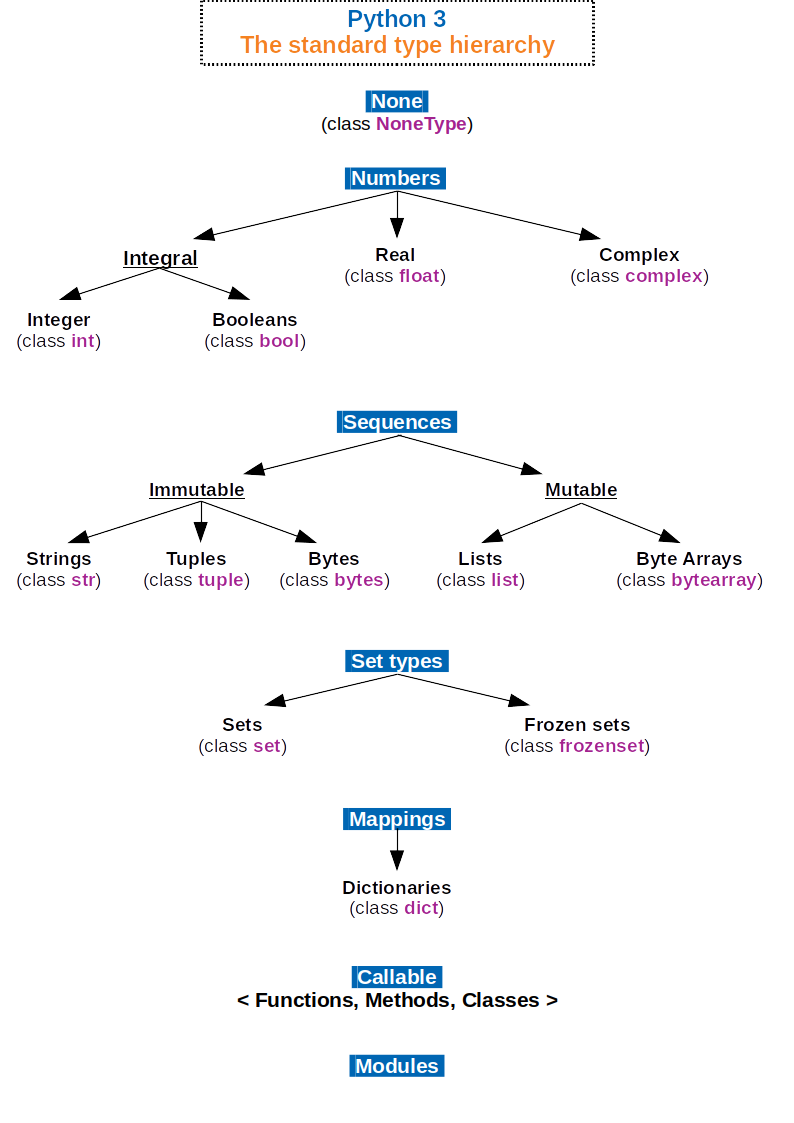 Python 3
The standard type hierarchy
None
(class NoneType)
Numbers
Integral
Real
(class float)
Complex
(class complex)
Integer
(class int)
Booleans
(class bool)
Sequences
Immutable
Mutable
Strings
(class str)
Tuples
(class tuple)
Bytes
(class bytes)
Lists
(class list)
Byte Arrays
(class bytearray)
Set types
Sets
(class set)
Frozen sets
(class frozenset)
Mappings
Dictionaries
(class dict)
Callable
< Functions, Methods, Classes >
Modules